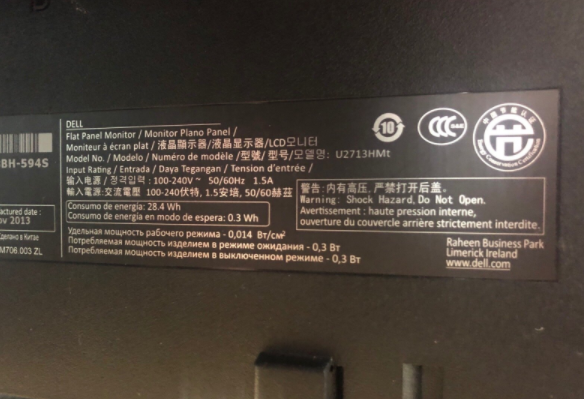 BH-594S
actured date :
ov 2013
Сделано в Китае
M706.003 ZL
DELL
Flat Panel Monitor / Monitor Plano Panel /
Moniteur à écran plat / 液晶顯示器/液晶显示器/LCD모니터
Model No. / Modelo / Numéro de modèle /型號/ 型号/모델명: U2713HMt
Input Rating / Entrada / Daya Tegangan / Tension d'entrée /
输入电源 / 정격입력 : 100-240V~ 50/60Hz 1.5A
輸入電源:交流電壓 100-240伏特, 1.5安培, 50/60赫茲
Consumo de energia: 28.4 Wh
Consumo de energía en modo de espera: 0.3 Wh
Удельная мощность рабочего режима - 0,014 Вт/см²
Потребляемая мощность изделием в режиме ожидания - 0,3 Вт
Потребляемая мощность изделием в выключенном режиме - 0,3 Вт
10
CCC
警告: 内有高压, 严禁打开后盖。
Warning: Shock Hazard, Do Not Open.
Avertissement : haute pression interne,
ouverture du couvercle arrière strictement interdite.
Raheen Business Park
Limerick Ireland
www.dell.com